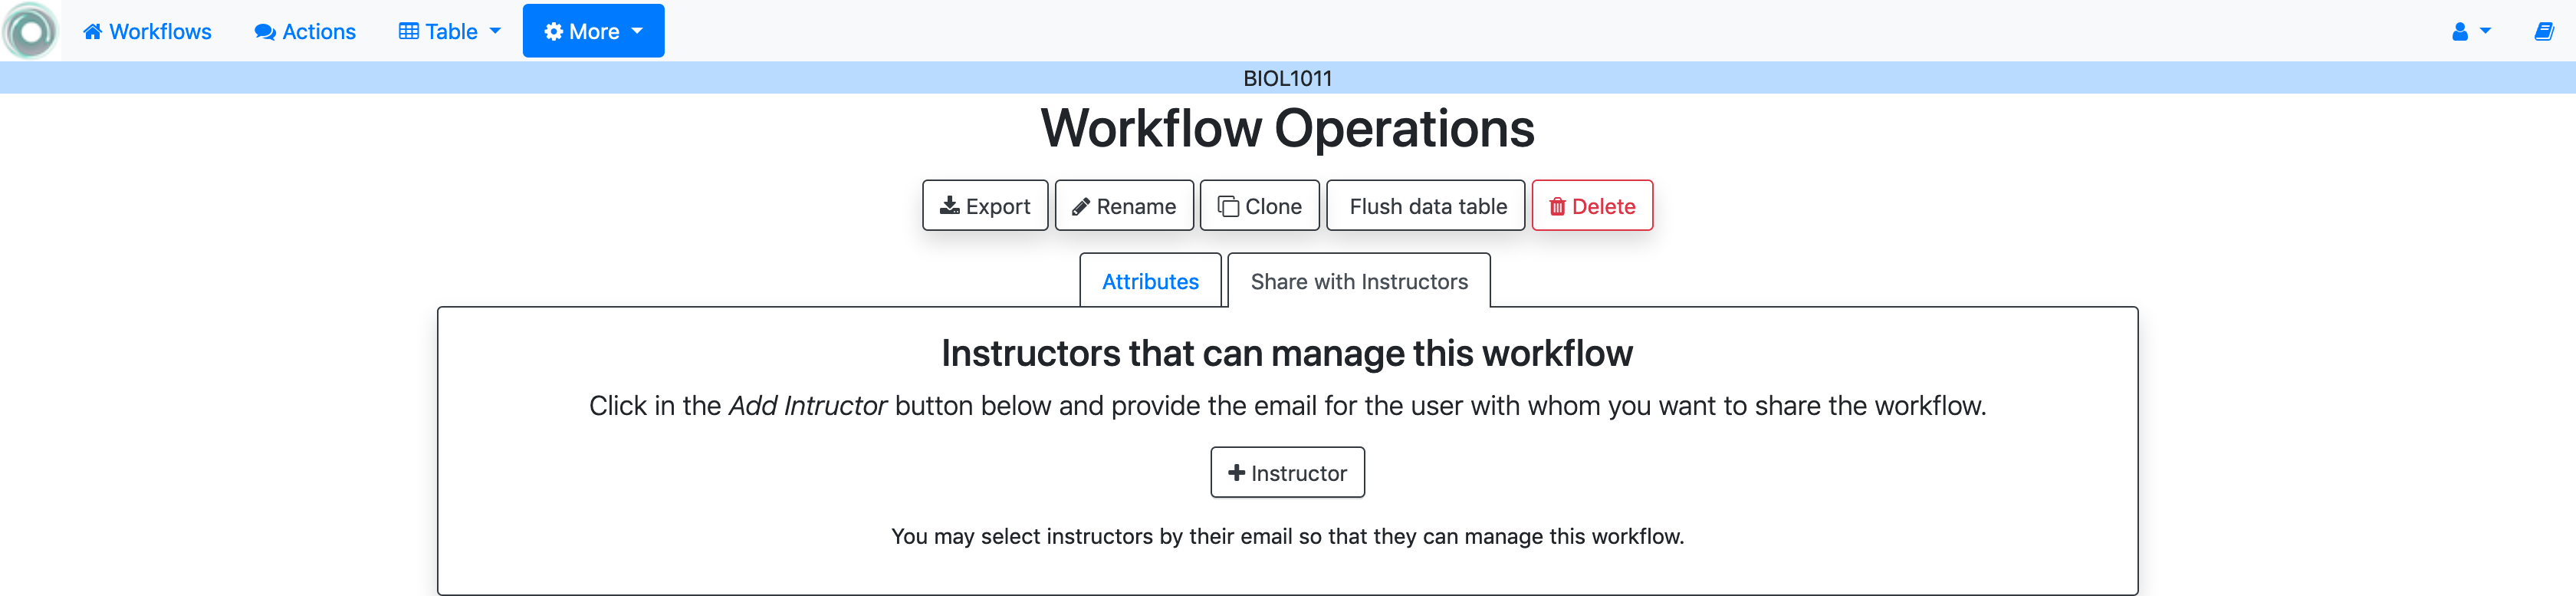 Workflows Actions Table More
BIOL1011
Workflow Operations
Export Rename Clone Flush data table Delete
Attributes Share with Instructors
Instructors that can manage this workflow
Click in the Add Intructor button below and provide the email for the user with whom you want to share the workflow.
Instructor
You may select instructors by their email so that they can manage this workflow.